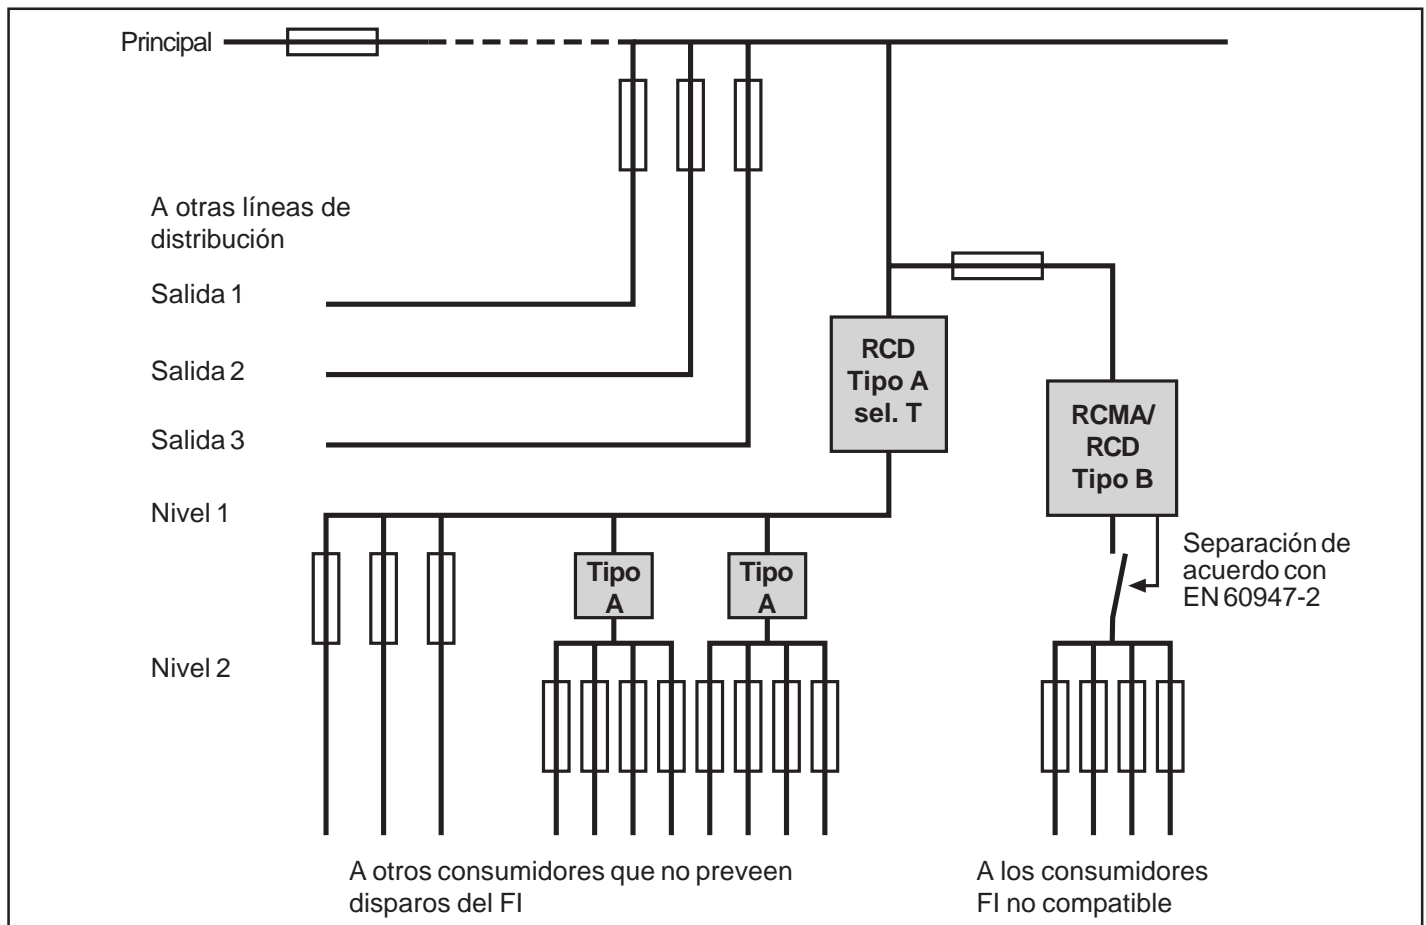 Principal
A otras líneas de
distribución
Salida 1
Salida 2
Salida 3
Nivel 1
Nivel 2
RCD
Tipo A
sel. T
RCMA/
RCD
Tipo B
Tipo
A
Tipo
A
Separación de
acuerdo con
EN 60947-2
A otros consumidores que no preveen
disparos del FI
A los consumidores
FI no compatible